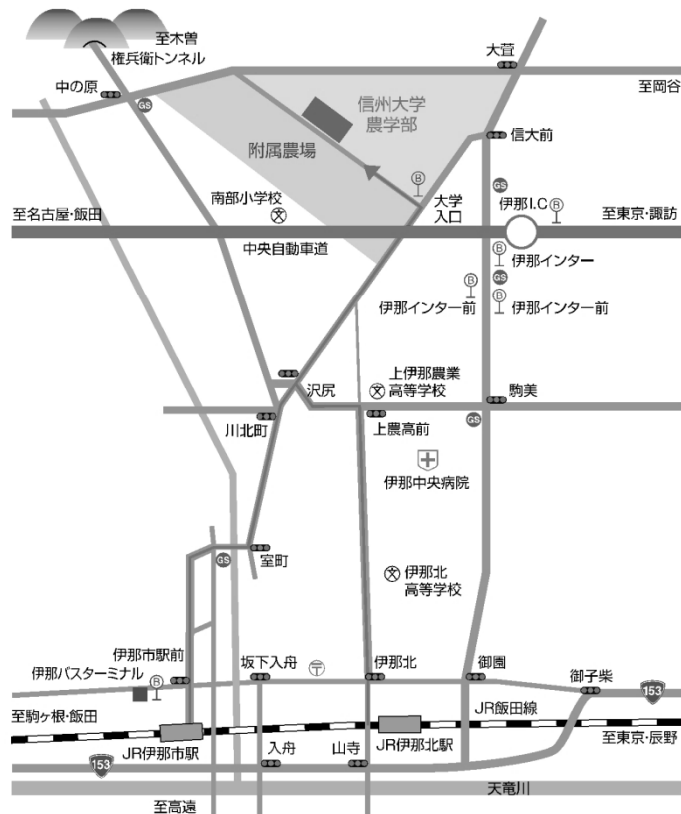 至木曽
権兵衛トンネル
中の原
GS
大萱
至岡谷
信州大学
農学部
附属農場
信大前
GS
B
南部小学校
文
大学
入口
伊那I.C
B
至名古屋・飯田
至東京・諏訪
中央自動車道
B
伊那インター
GS
B
伊那インター前
B
伊那インター前
沢尻
文
上伊那農業
高等学校
駒美
川北町
上農高前
GS
伊那中央病院
室町
GS
文
伊那北
高等学校
伊那市駅前
坂下入舟
〒
伊那北
御園
御子柴
伊那バスターミナル
B
153
至駒ヶ根・飯田
JR飯田線
JR伊那市駅
JR伊那北駅
至東京・辰野
153
入舟
山寺
天竜川
至高遠